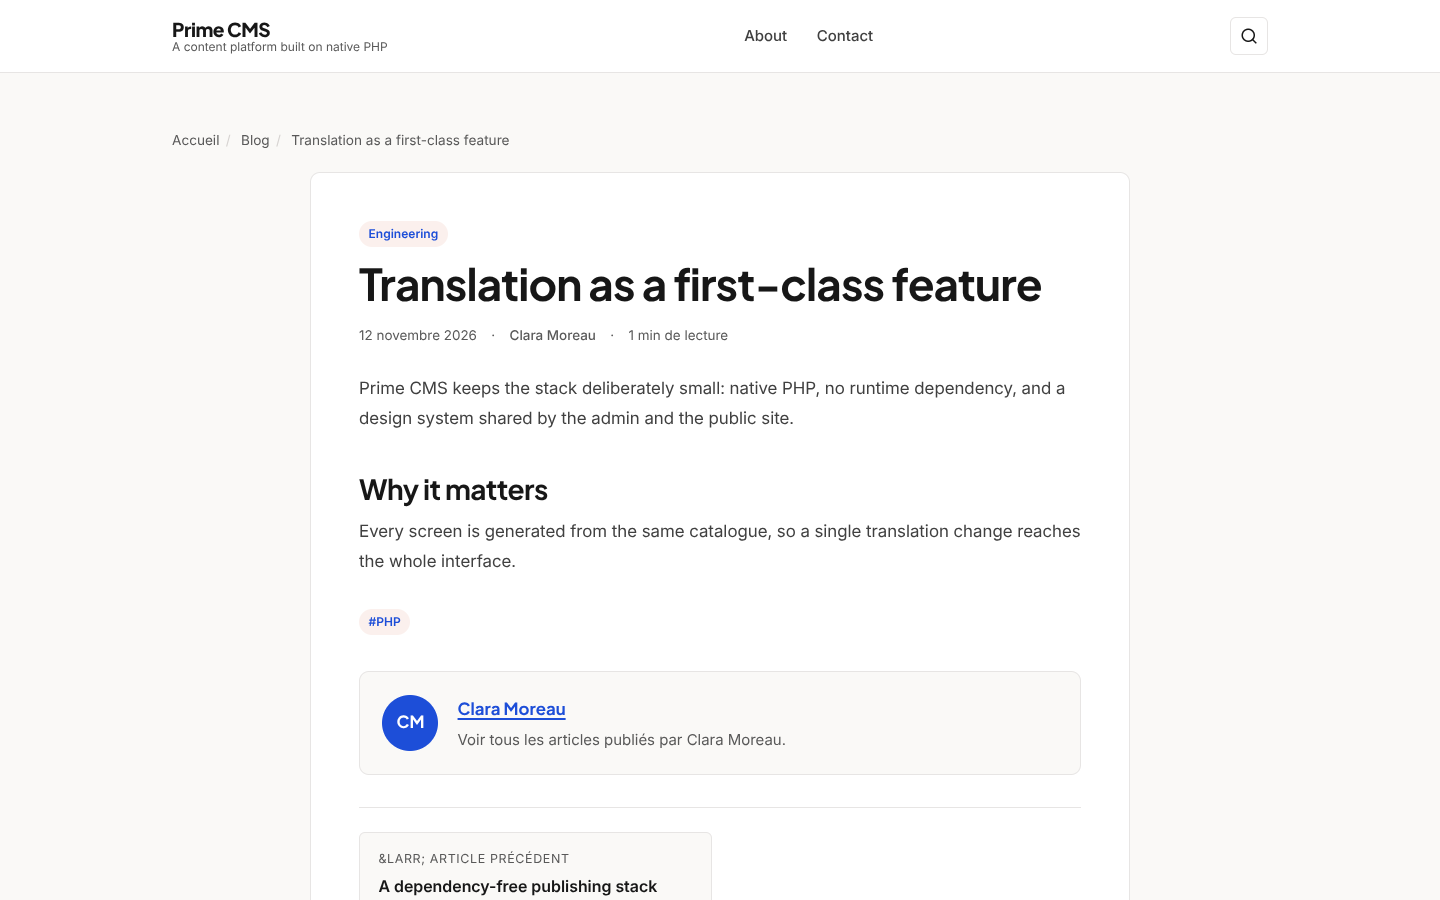 Prime CMS
A content platform built on native PHP
About
Contact
Accueil / Blog / Translation as a first-class feature
Engineering
Translation as a first-class feature
12 novembre 2026 · Clara Moreau · 1 min de lecture
Prime CMS keeps the stack deliberately small: native PHP, no runtime dependency, and a
design system shared by the admin and the public site.
Why it matters
Every screen is generated from the same catalogue, so a single translation change reaches
the whole interface.
#PHP
CM
Clara Moreau
Voir tous les articles publiés par Clara Moreau.
&LARR; ARTICLE PRÉCÉDENT
A dependency-free publishing stack